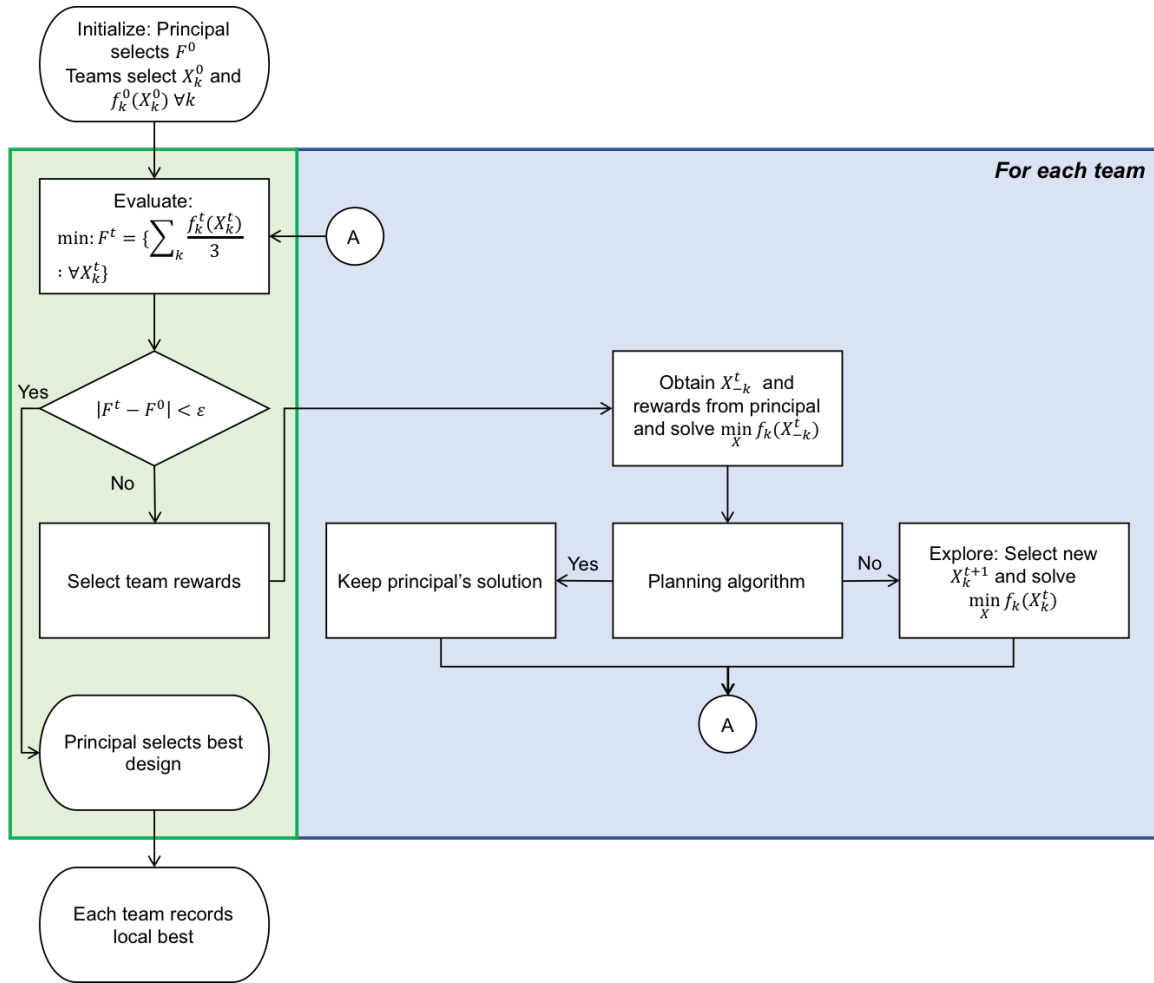 Initialize: Principal
selects F⁰
Teams select X_k^0 and
f_k^0(X_k^0) ∀k
For each team
Evaluate:
min: F^t = {∑_k f_k^t(X_k^t)/3
: ∀X_k^t}
A
Yes
|F^t − F^0| < ε
No
Obtain X_{-k}^t and
rewards from principal
and solve min_X f_k(X_{-k}^t)
Select team rewards
Keep principal's solution
Yes
Planning algorithm
No
Explore: Select new
X_k^{t+1} and solve
min_X f_k(X_k^t)
A
Principal selects best
design
Each team records
local best